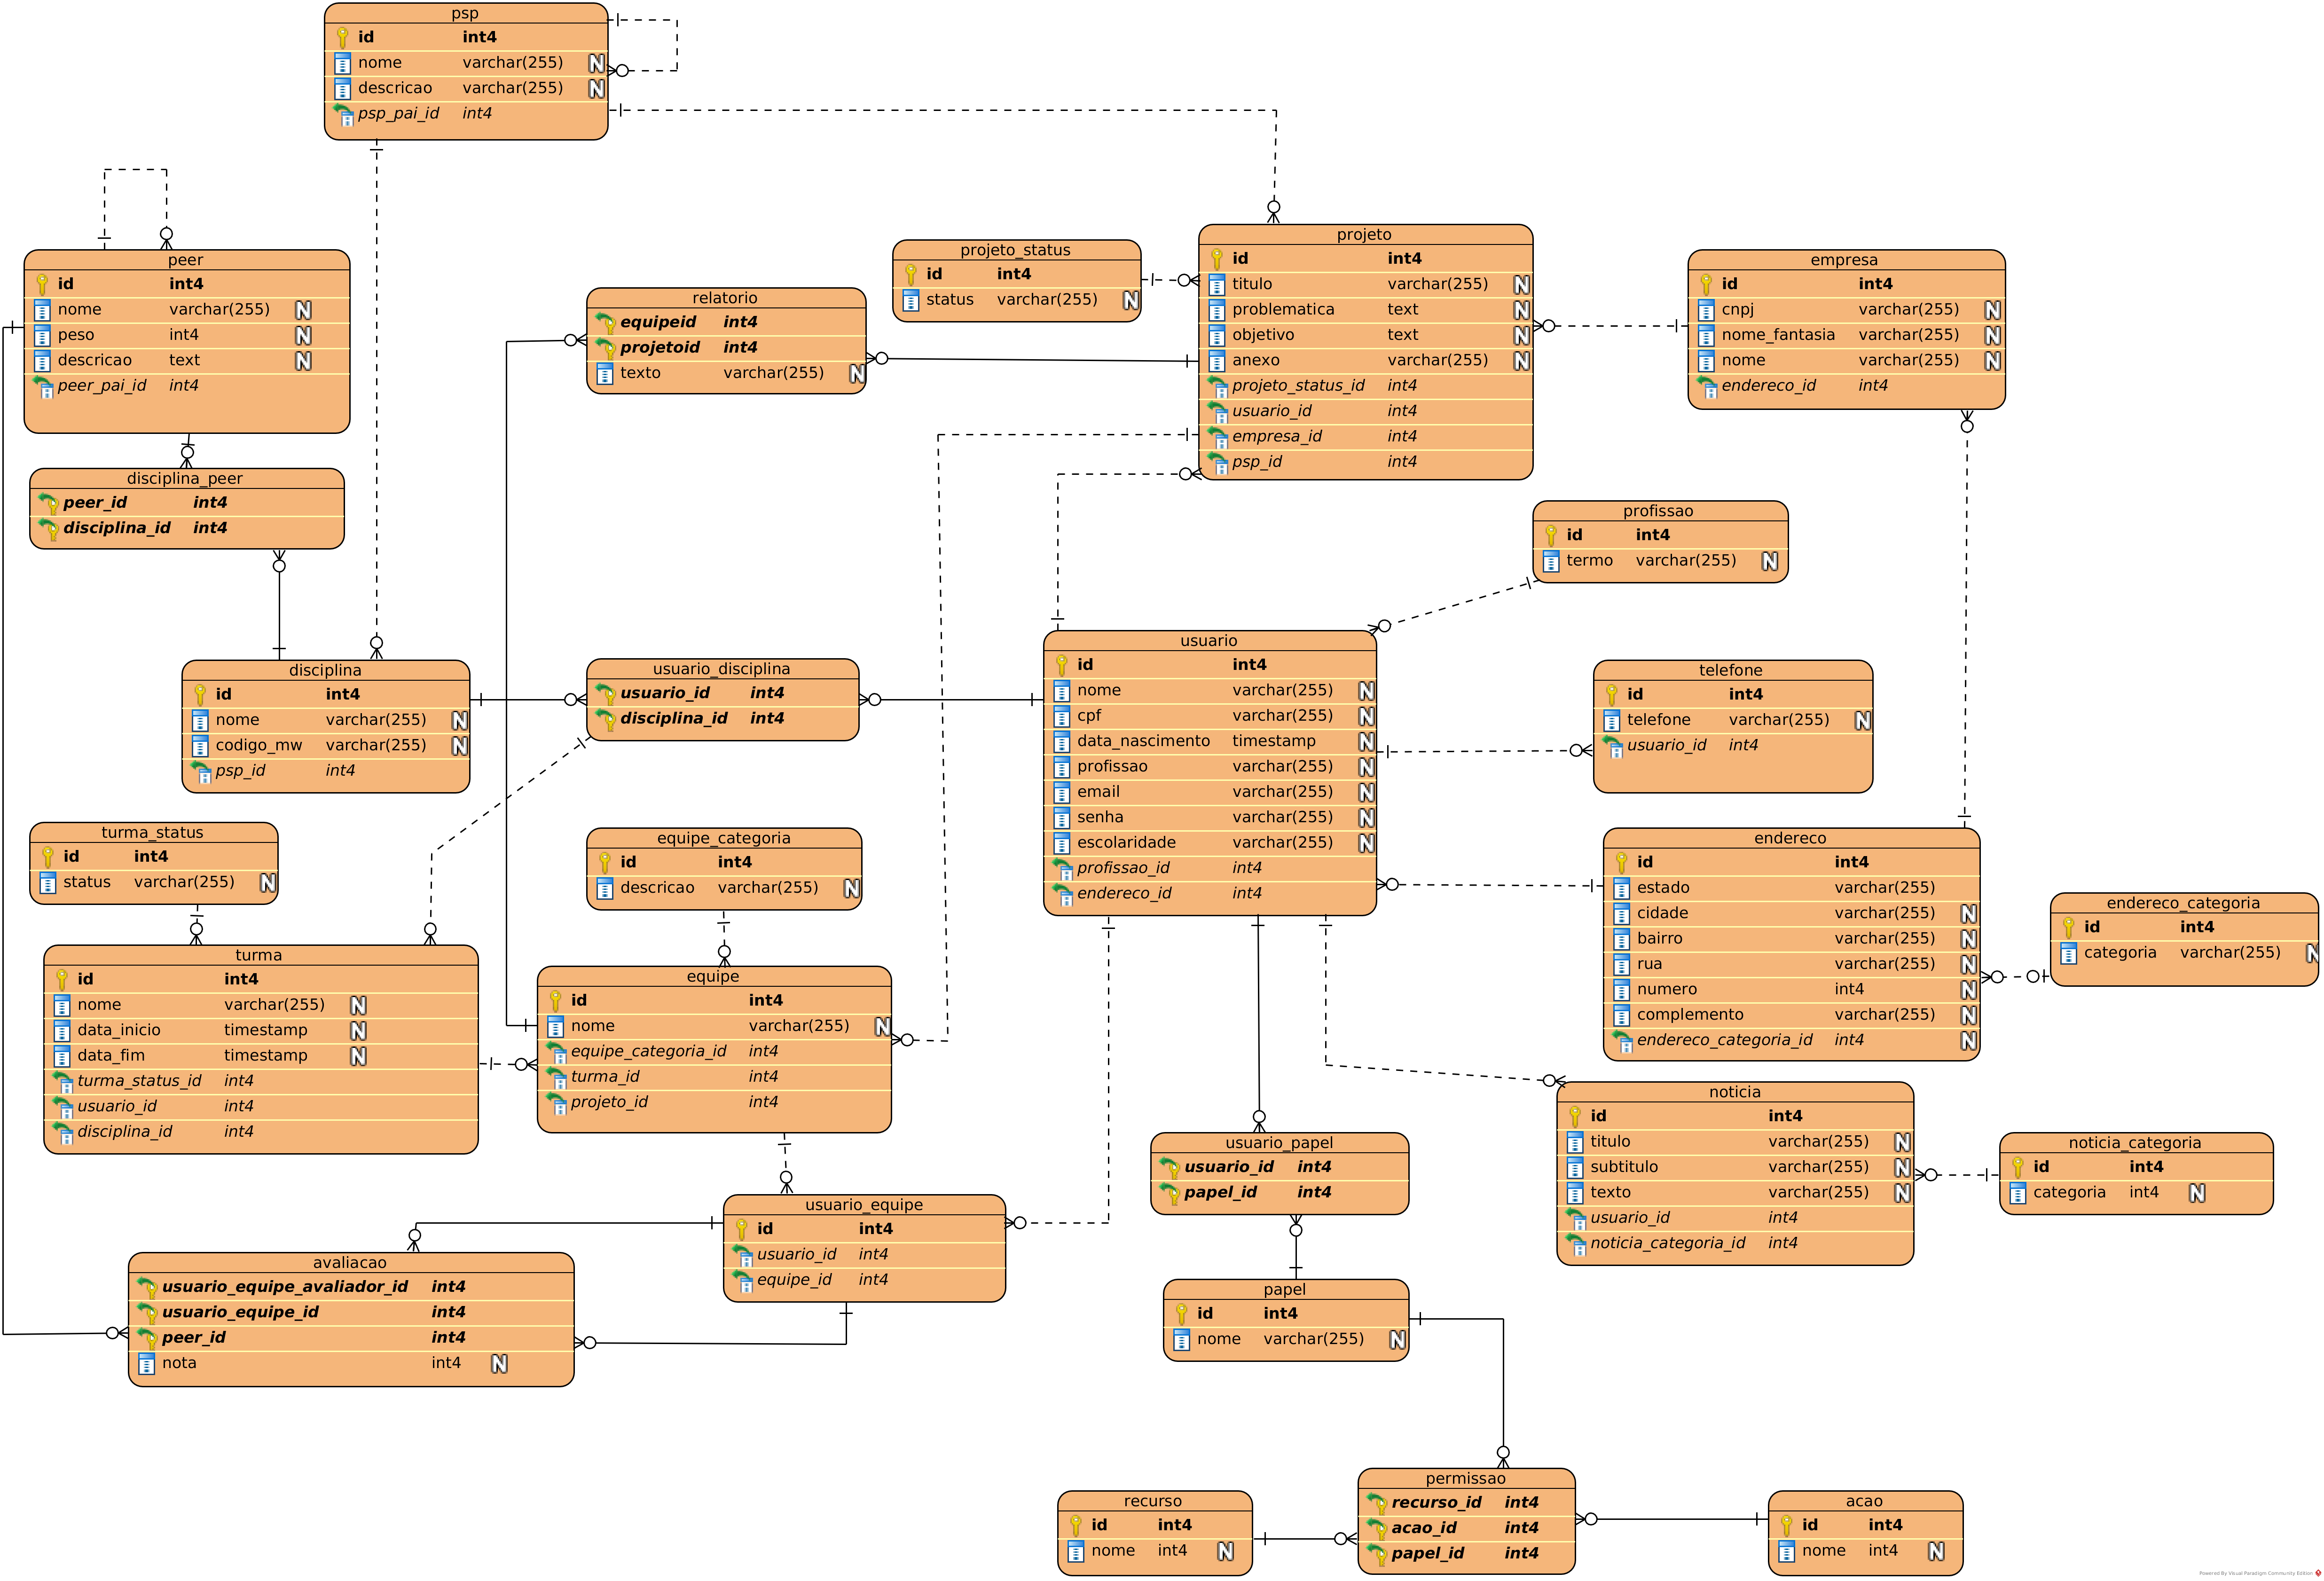 psp
id int4
nome varchar(255) N
descricao varchar(255) N
psp_pai_id int4
peer
id int4
nome varchar(255) N
peso int4 N
descricao text N
peer_pai_id int4
disciplina_peer
peer_id int4
disciplina_id int4
relatorio
equipeid int4
projetoid int4
texto varchar(255) N
projeto_status
id int4
status varchar(255) N
projeto
id int4
titulo varchar(255) N
problematica text N
objetivo text N
anexo varchar(255) N
projeto_status_id int4
usuario_id int4
empresa_id int4
psp_id int4
empresa
id int4
cnpj varchar(255) N
nome_fantasia varchar(255) N
nome varchar(255) N
endereco_id int4
profissao
id int4
termo varchar(255) N
disciplina
id int4
nome varchar(255) N
codigo_mw varchar(255) N
psp_id int4
usuario_disciplina
usuario_id int4
disciplina_id int4
usuario
id int4
nome varchar(255) N
cpf varchar(255) N
data_nascimento timestamp N
profissao varchar(255) N
email varchar(255) N
senha varchar(255) N
escolaridade varchar(255) N
profissao_id int4
endereco_id int4
telefone
id int4
telefone varchar(255) N
usuario_id int4
turma_status
id int4
status varchar(255) N
equipe_categoria
id int4
descricao varchar(255) N
endereco
id int4
estado varchar(255)
cidade varchar(255) N
bairro varchar(255) N
rua varchar(255) N
numero int4 N
complemento varchar(255) N
endereco_categoria_id int4 N
endereco_categoria
id int4
categoria varchar(255) N
turma
id int4
nome varchar(255) N
data_inicio timestamp N
data_fim timestamp N
turma_status_id int4
usuario_id int4
disciplina_id int4
equipe
id int4
nome varchar(255) N
equipe_categoria_id int4
turma_id int4
projeto_id int4
noticia
id int4
titulo varchar(255) N
subtitulo varchar(255) N
texto varchar(255) N
usuario_id int4
noticia_categoria_id int4
noticia_categoria
id int4
categoria int4 N
usuario_papel
usuario_id int4
papel_id int4
usuario_equipe
id int4
usuario_id int4
equipe_id int4
avaliacao
usuario_equipe_avaliador_id int4
usuario_equipe_id int4
peer_id int4
nota int4 N
papel
id int4
nome varchar(255) N
permissao
recurso_id int4
acao_id int4
papel_id int4
recurso
id int4
nome int4 N
acao
id int4
nome int4 N
Powered By Visual Paradigm Community Edition